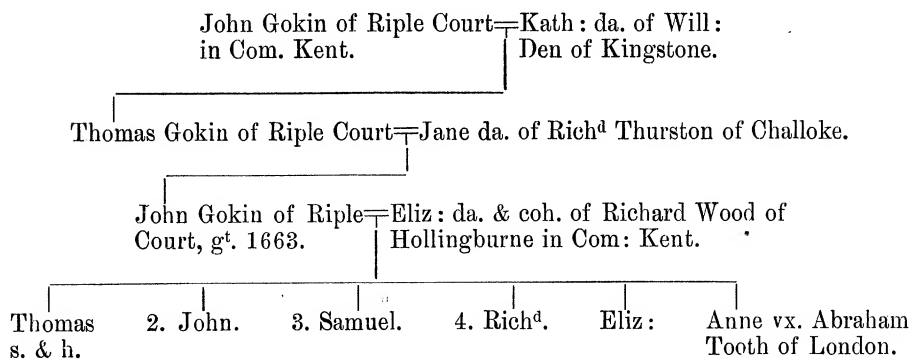 John Gokin of Riple Court=Kath : da. of Will :
in Com. Kent. Den of Kingstone.
Thomas Gokin of Riple Court=Jane da. of Richᵈ Thurston of Challoke.
John Gokin of Riple=Eliz : da. & coh. of Richard Wood of
Court, gᵗ. 1663. Hollingburne in Com: Kent.
Thomas 2. John. 3. Samuel. 4. Richᵈ. Eliz : Anne vx. Abraham
s. & h. Tooth of London.